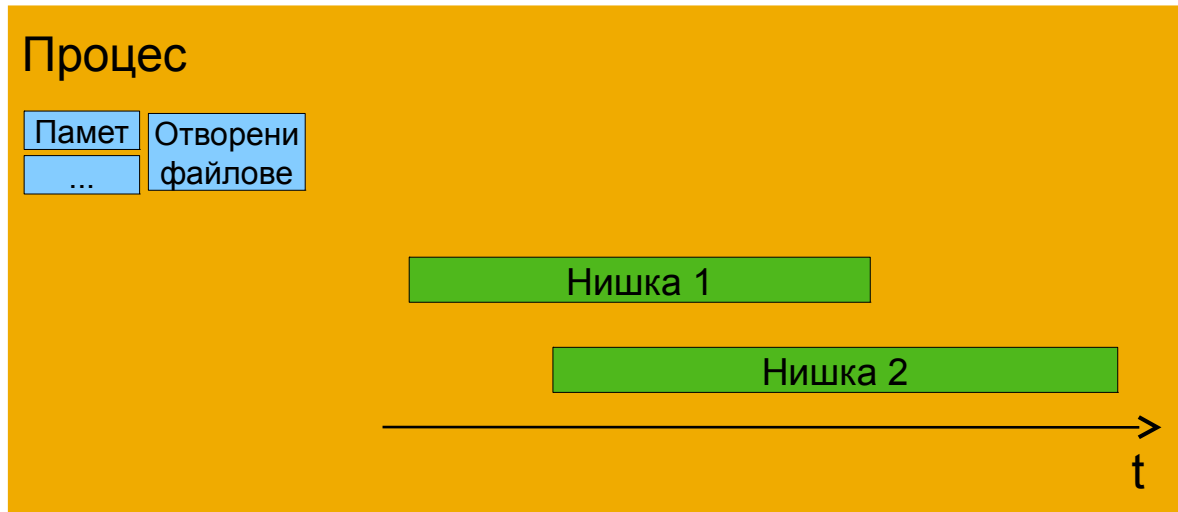 Процес
Памет
...
Отворени
файлове
Нишка 1
Нишка 2
t